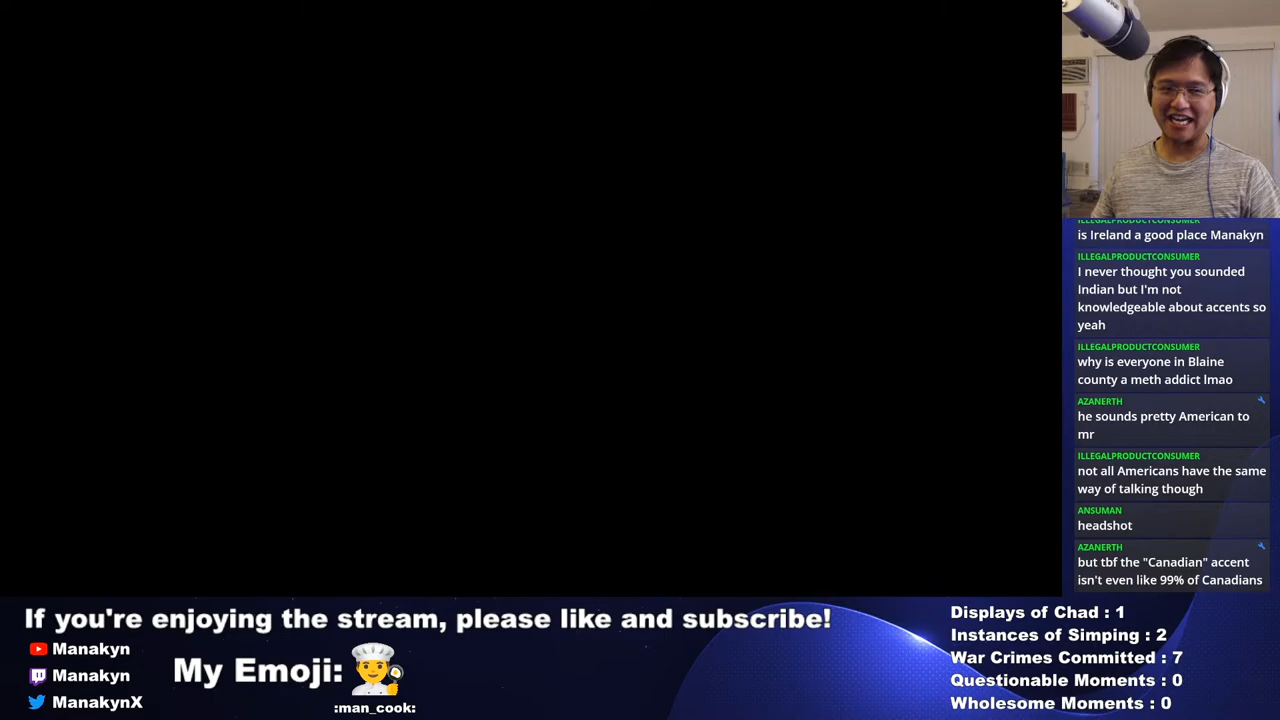 ILLEGALPRODUCTCONSUMER
is Ireland a good place Manakyn
ILLEGALPRODUCTCONSUMER
I never thought you sounded
Indian but I'm not
knowledgeable about accents so
yeah
ILLEGALPRODUCTCONSUMER
why is everyone in Blaine
county a meth addict lmao
AZANERTH
he sounds pretty American to
mr
ILLEGALPRODUCTCONSUMER
not all Americans have the same
way of talking though
ANSUMAN
headshot
AZANERTH
but tbf the "Canadian" accent
isn't even like 99% of Canadians
If you're enjoying the stream, please like and subscribe!
Manakyn
Manakyn
ManakynX
My Emoji:
:man_cook:
Displays of Chad : 1
Instances of Simping : 2
War Crimes Committed : 7
Questionable Moments : 0
Wholesome Moments : 0